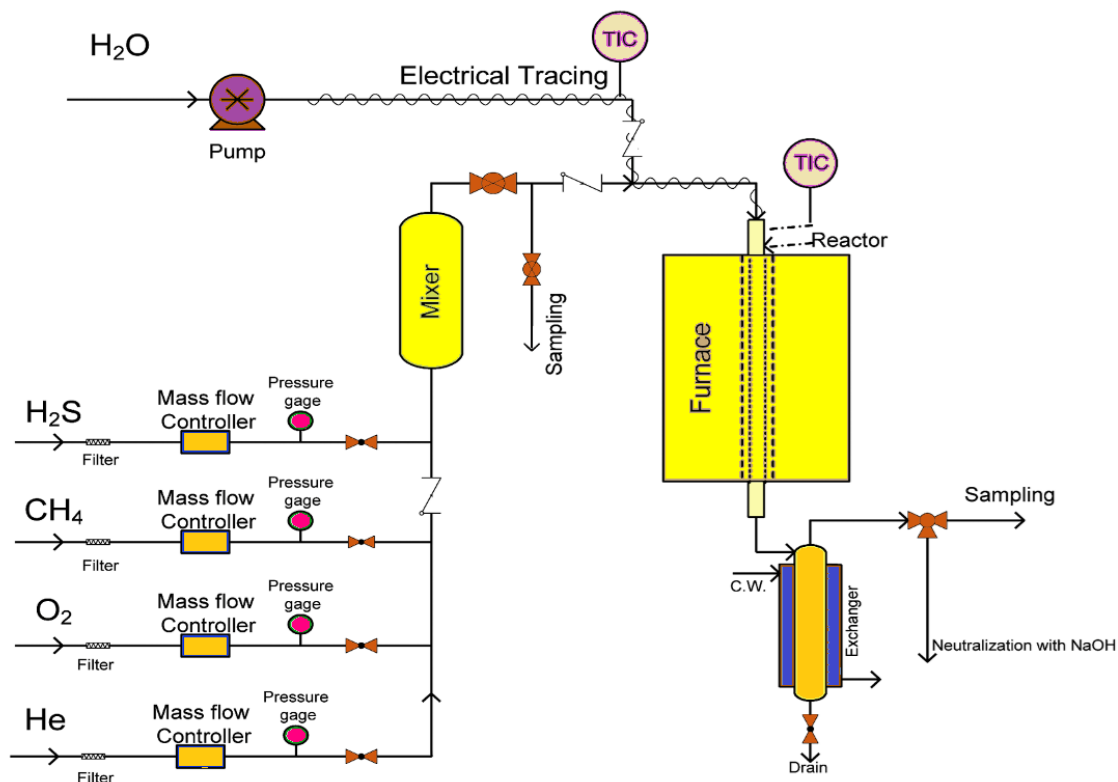 H₂O
TIC
Electrical Tracing
Pump
TIC
Reactor
Mixer
Sampling
Furnace
H₂S
Mass flow
Controller
Pressure
gage
Filter
CH₄
Mass flow
Controller
Pressure
gage
Filter
O₂
Mass flow
Controller
Pressure
gage
Filter
He
Mass flow
Controller
Pressure
gage
Filter
Sampling
C.W.
Exchanger
Neutralization with NaOH
Drain